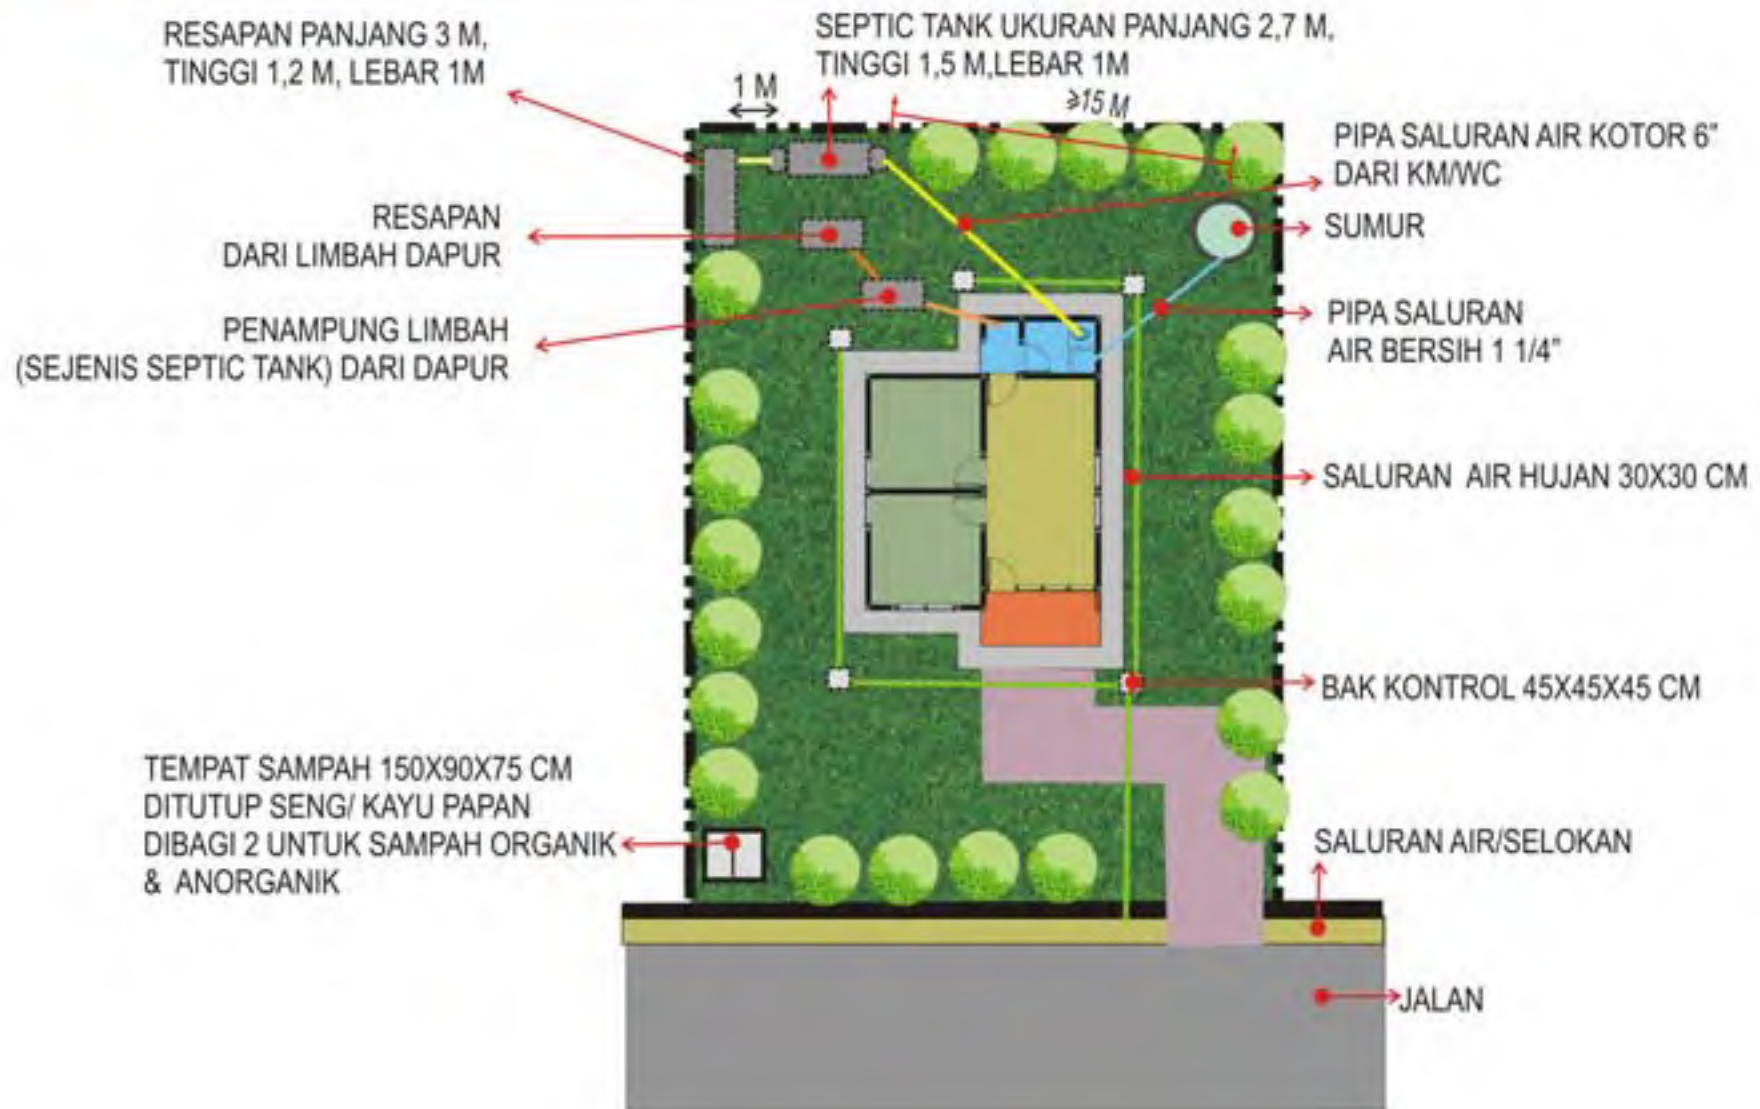 RESAPAN PANJANG 3 M,
TINGGI 1,2 M, LEBAR 1M
SEPTIC TANK UKURAN PANJANG 2,7 M,
TINGGI 1,5 M,LEBAR 1M
1 M
≥15 M
PIPA SALURAN AIR KOTOR 6"
DARI KM/WC
RESAPAN
DARI LIMBAH DAPUR
SUMUR
PENAMPUNG LIMBAH
(SEJENIS SEPTIC TANK) DARI DAPUR
PIPA SALURAN
AIR BERSIH 1 1/4"
SALURAN AIR HUJAN 30X30 CM
BAK KONTROL 45X45X45 CM
TEMPAT SAMPAH 150X90X75 CM
DITUTUP SENG/ KAYU PAPAN
DIBAGI 2 UNTUK SAMPAH ORGANIK
& ANORGANIK
SALURAN AIR/SELOKAN
JALAN